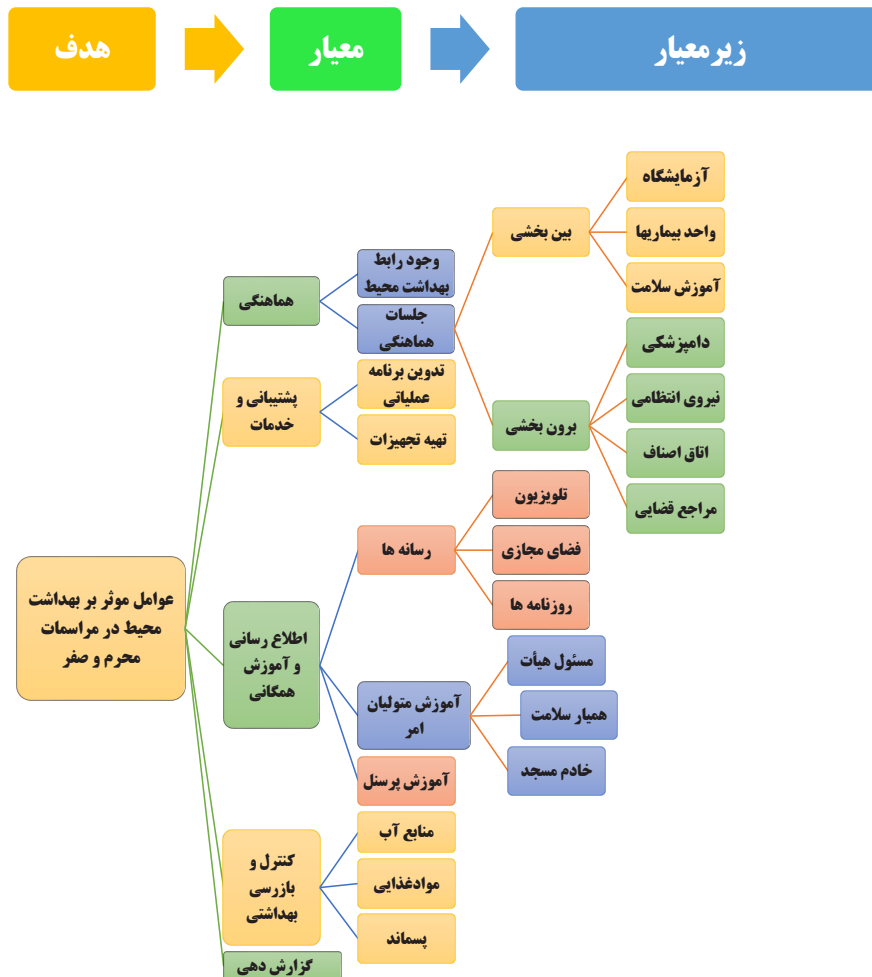 هدف
معیار
زیرمعیار
عوامل موثر بر بهداشت
محیط در مراسمات
محرم و صفر
هماهنگی
وجود رابط
بهداشت محیط
جلسات
هماهنگی
بین بخشی
آزمایشگاه
واحد بیماریها
آموزش سلامت
برون بخشی
دامپزشکی
نیروی انتظامی
اتاق اصناف
مراجع قضایی
پشتیبانی و
خدمات
تدوین برنامه
عملیاتی
تهیه تجهیزات
اطلاع رسانی
و آموزش
همگانی
رسانه ها
تلویزیون
فضای مجازی
روزنامه ها
آموزش متولیان
امر
مسئول هیأت
همیار سلامت
خادم مسجد
آموزش پرسنل
کنترل و
بازرسی
بهداشتی
منابع آب
موادغذایی
پسماند
گزارش دهی